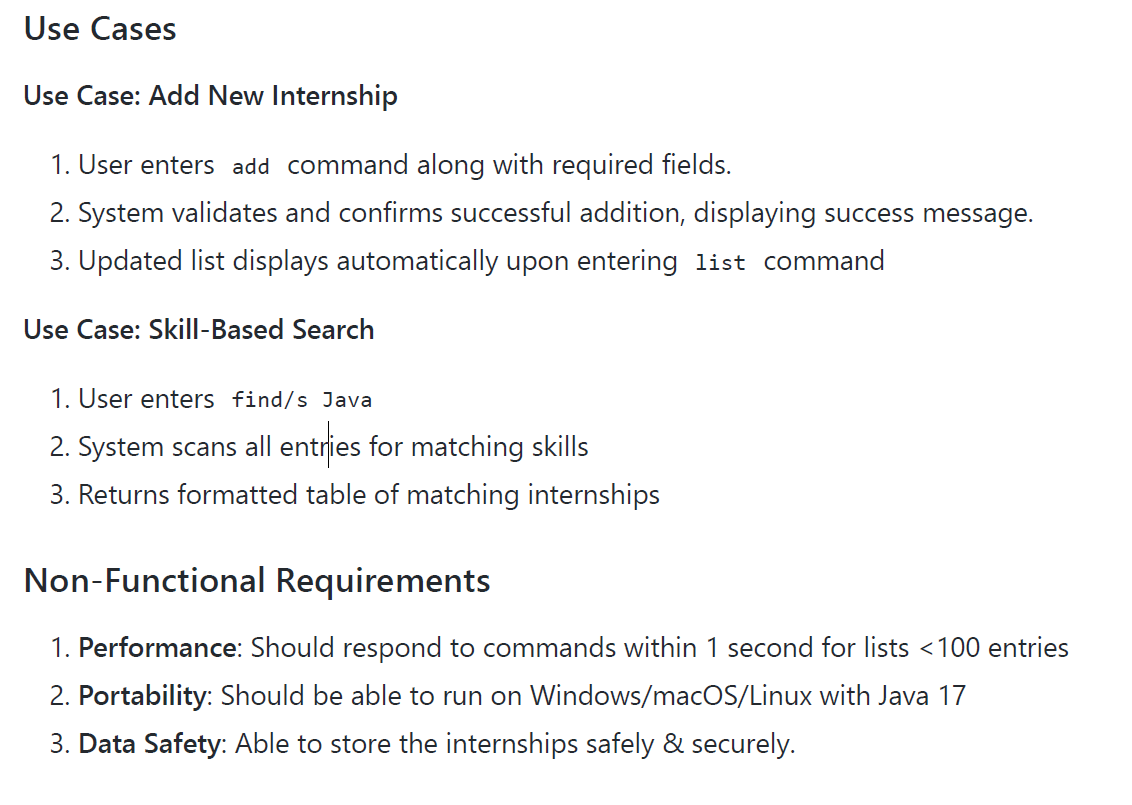 Use Cases
Use Case: Add New Internship
1. User enters add command along with required fields.
2. System validates and confirms successful addition, displaying success message.
3. Updated list displays automatically upon entering list command
Use Case: Skill-Based Search
1. User enters find/s Java
2. System scans all entries for matching skills
3. Returns formatted table of matching internships
Non-Functional Requirements
1. Performance: Should respond to commands within 1 second for lists <100 entries
2. Portability: Should be able to run on Windows/macOS/Linux with Java 17
3. Data Safety: Able to store the internships safely & securely.